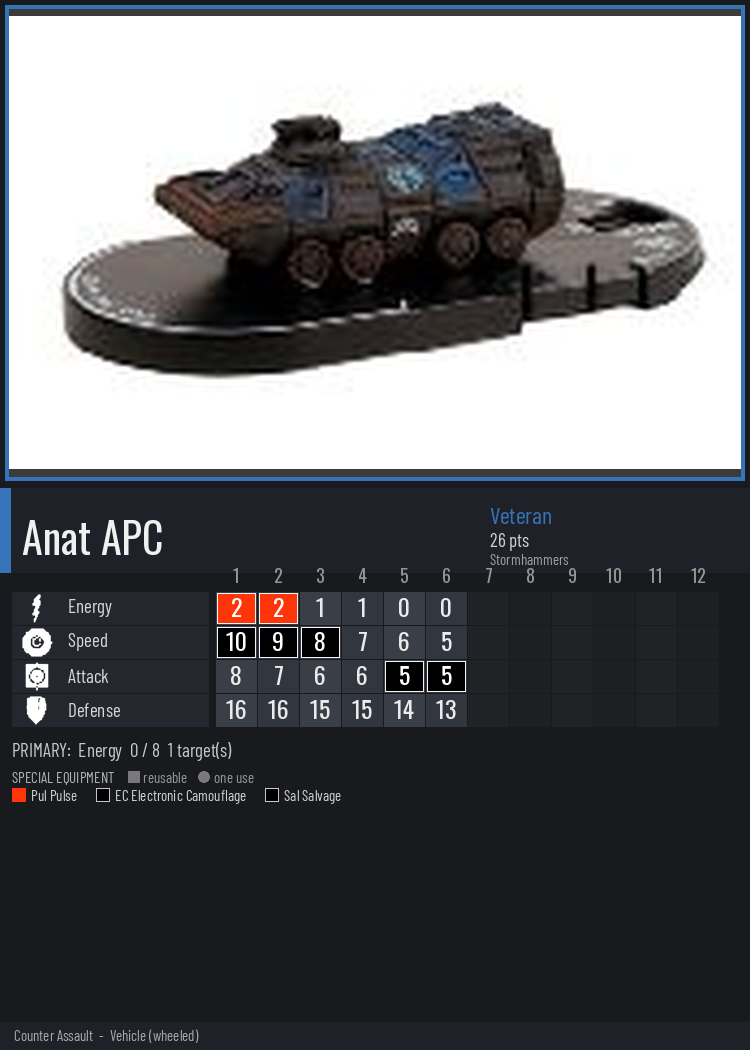 Anat APC
Veteran
26 pts
Stormhammers
1 2 3 4 5 6 7 8 9 10 11 12
Energy 2 2 1 1 0 0
Speed 10 9 8 7 6 5
Attack 8 7 6 6 5 5
Defense 16 16 15 15 14 13
PRIMARY: Energy 0 / 8 1 target(s)
SPECIAL EQUIPMENT reusable one use
Pul Pulse EC Electronic Camouflage Sal Salvage
Counter Assault - Vehicle (wheeled)